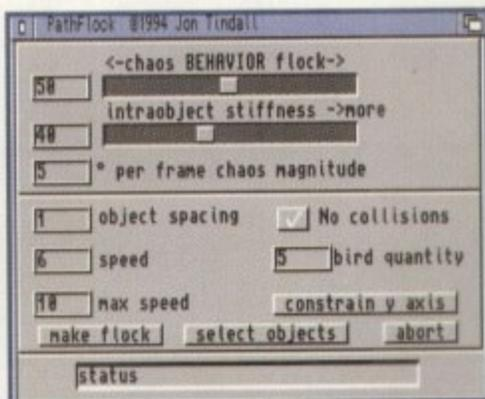 PathFlock ©1994 Jon Tindall
<-chaos BEHAVIOR flock->
50
intraobject stiffness ->more
40
5 ° per frame chaos magnitude
1 object spacing ✓ No collisions
6 speed 5 bird quantity
10 max speed constrain y axis
make flock select objects abort
status